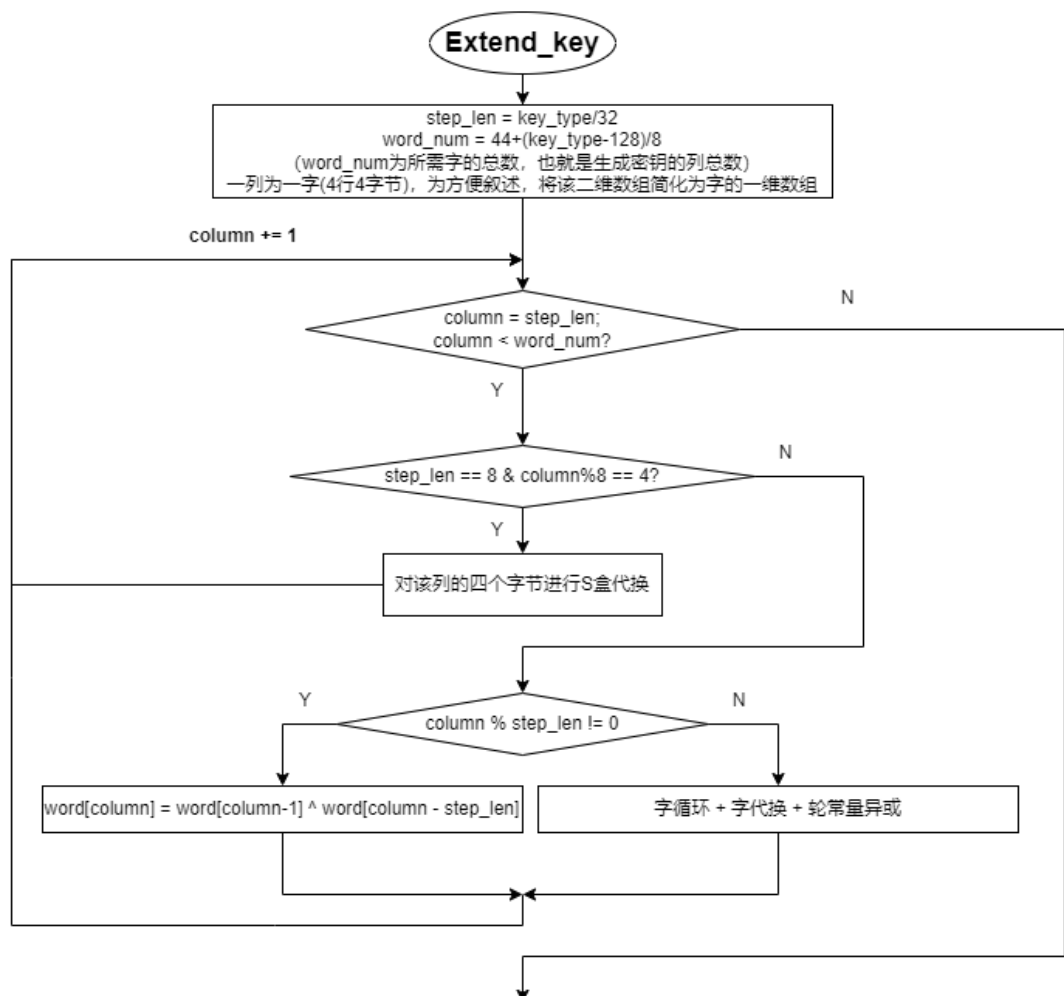 Extend_key
step_len = key_type/32
word_num = 44+(key_type-128)/8
(word_num为所需字的总数，也就是生成密钥的列总数)
一列为一字(4行4字节)，为方便叙述，将该二维数组简化为字的一维数组
column += 1
N
column = step_len;
column < word_num?
Y
N
step_len == 8 & column%8 == 4?
Y
对该列的四个字节进行S盒代换
Y
N
column % step_len != 0
word[column] = word[column-1] ^ word[column - step_len]
字循环 + 字代换 + 轮常量异或